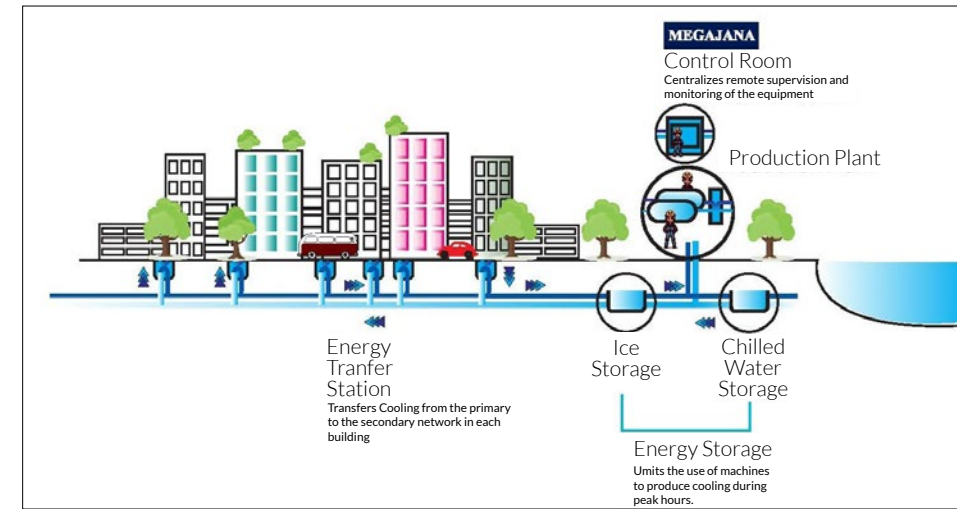 MEGAJANA
Control Room
Centralizes remote supervision and
monitoring of the equipment
Production Plant
Energy
Tranfer
Station
Transfers Cooling from the primary
to the secondary network in each
building
Ice
Storage
Chilled
Water
Storage
Energy Storage
Umits the use of machines
to produce cooling during
peak hours.